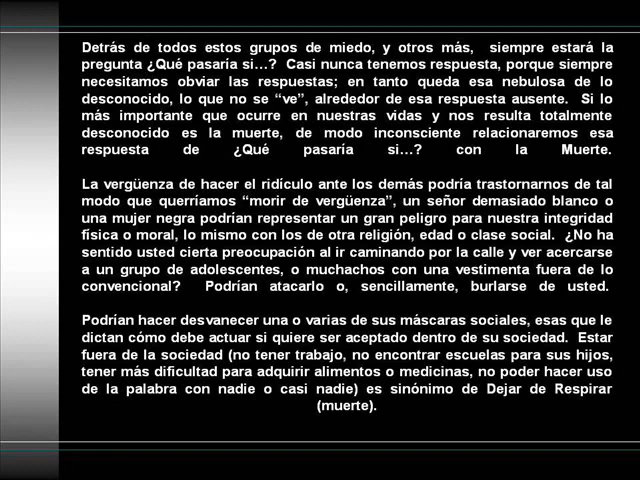 Detrás de todos estos grupos de miedo, y otros más, siempre estará la
pregunta ¿Qué pasaría si…? Casi nunca tenemos respuesta, porque siempre
necesitamos obviar las respuestas; en tanto queda esa nebulosa de lo
desconocido, lo que no se “ve”, alrededor de esa respuesta ausente. Si lo
más importante que ocurre en nuestras vidas y nos resulta totalmente
desconocido es la muerte, de modo inconsciente relacionaremos esa
respuesta de ¿Qué pasaría si…? con la Muerte.
La vergüenza de hacer el ridículo ante los demás podría trastornarnos de tal
modo que querríamos “morir de vergüenza”, un señor demasiado blanco o
una mujer negra podrían representar un gran peligro para nuestra integridad
física o moral, lo mismo con los de otra religión, edad o clase social. ¿No ha
sentido usted cierta preocupación al ir caminando por la calle y ver acercarse
a un grupo de adolescentes, o muchachos con una vestimenta fuera de lo
convencional? Podrían atacarlo o, sencillamente, burlarse de usted.
Podrían hacer desvanecer una o varias de sus máscaras sociales, esas que le
dictan cómo debe actuar si quiere ser aceptado dentro de su sociedad. Estar
fuera de la sociedad (no tener trabajo, no encontrar escuelas para sus hijos,
tener más dificultad para adquirir alimentos o medicinas, no poder hacer uso
de la palabra con nadie o casi nadie) es sinónimo de Dejar de Respirar
(muerte).